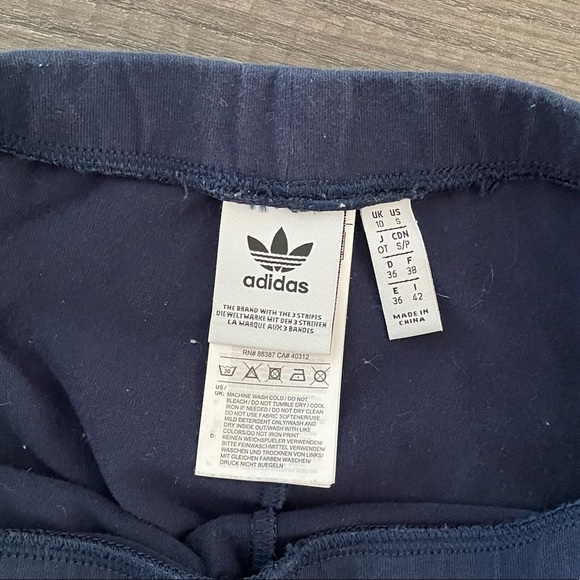 adidas
THE BRAND WITH THE 3 STRIPES
DIE WELTMARKE MIT DEN 3 STREIFEN
LA MARQUE AUX 3 BANDES
RN# 88387 CA# 40312
30
US /
UK: MACHINE WASH COLD / DO NOT
BLEACH / DO NOT TUMBLE DRY / COOL
IRON IF NEEDED / DO NOT DRY CLEAN
DO NOT USE FABRIC SOFTENER/USE
MILD DETERGENT ONLY/WASH AND
DRY INSIDE OUT/WASH WITH LIKE
COLORS/DO NOT IRON PRINT
D: KEINEN WEICHSPUELER VERWENDEN/
BITTE FEINWASCHMITTEL VERWENDEN/
WASCHEN UND TROCKNEN VON LINKS/
MIT GLEICHEN FARBEN WASCHEN/
DRUCK NICHT BUEGELN
UK US
10 S
J CDN
OT S/P
D F
36 38
E I
36 42
MADE IN
CHINA